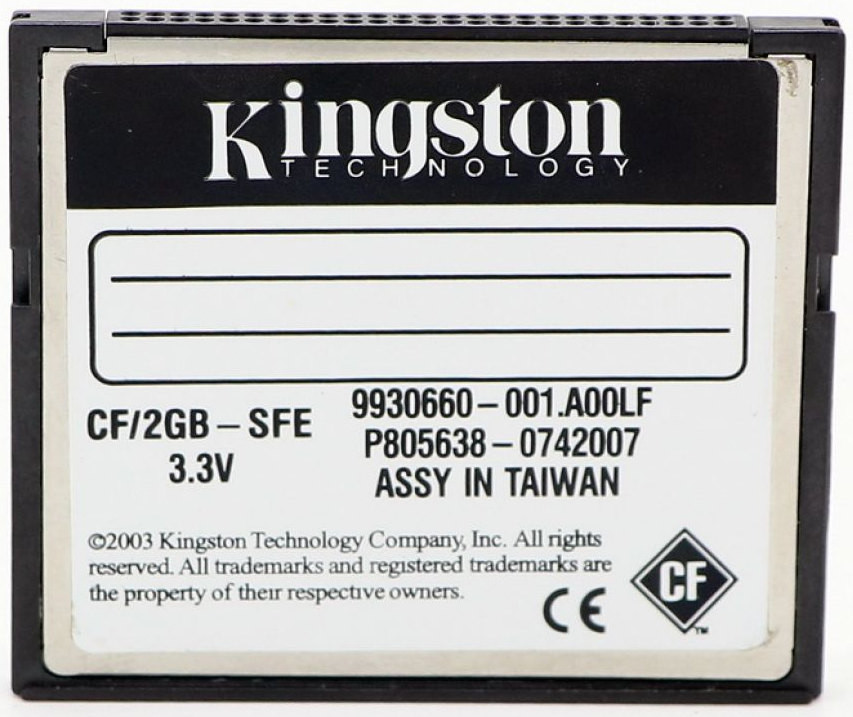 Kingston
TECHNOLOGY
CF/2GB – SFE
3.3V
9930660 – 001.A00LF
P805638 – 0742007
ASSY IN TAIWAN
©2003 Kingston Technology Company, Inc. All rights
reserved. All trademarks and registered trademarks are
the property of their respective owners.
CE
CF
TM